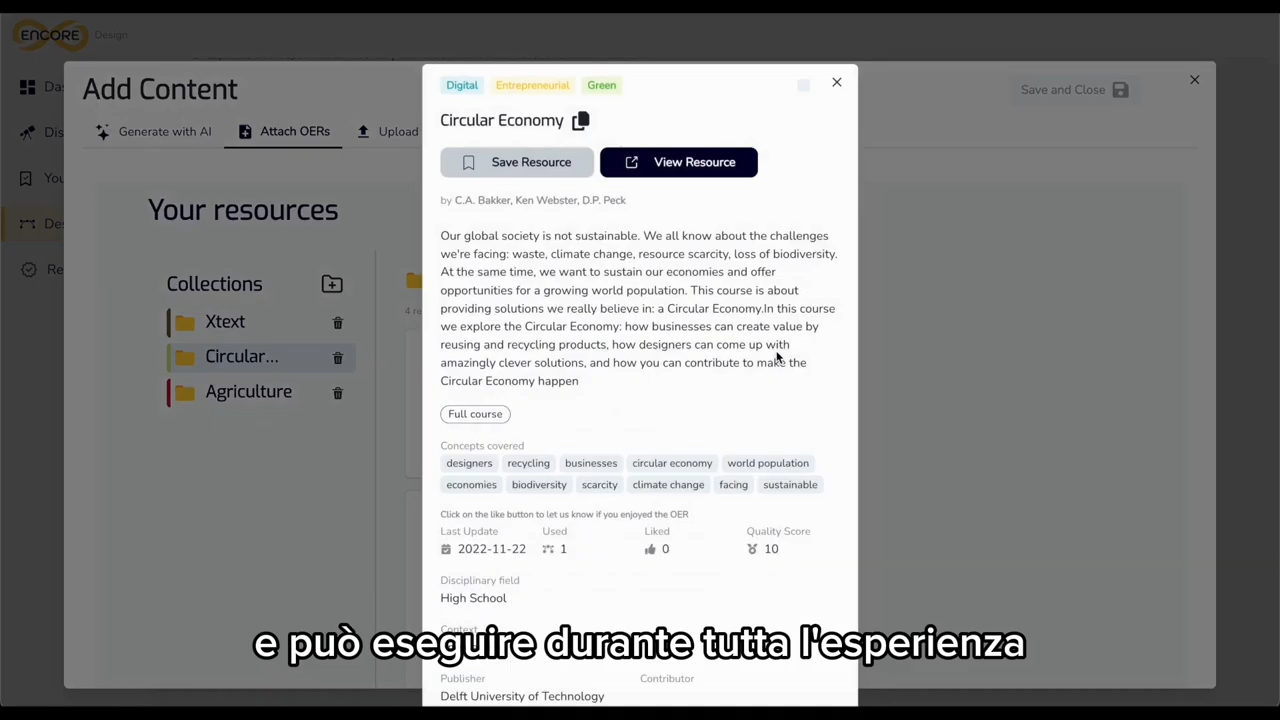 ENCORE Design
Add Content
Save and Close
Generate with AI
Attach OERs
Upload
Your resources
Collections
Xtext
Circular...
Agriculture
Digital
Entrepreneurial
Green
Circular Economy
Save Resource
View Resource
by C.A. Bakker, Ken Webster, D.P. Peck
Our global society is not sustainable. We all know about the challenges
we're facing: waste, climate change, resource scarcity, loss of biodiversity.
At the same time, we want to sustain our economies and offer
opportunities for a growing world population. This course is about
providing solutions we really believe in: a Circular Economy.In this course
we explore the Circular Economy: how businesses can create value by
reusing and recycling products, how designers can come up with
amazingly clever solutions, and how you can contribute to make the
Circular Economy happen
Full course
Concepts covered
designers recycling businesses circular economy world population
economies biodiversity scarcity climate change facing sustainable
Click on the like button to let us know if you enjoyed the OER
Last Update Used Liked Quality Score
2022-11-22 1 0 10
Disciplinary field
High School
Context
e può eseguire durante tutta l'esperienza
Publisher Contributor
Delft University of Technology